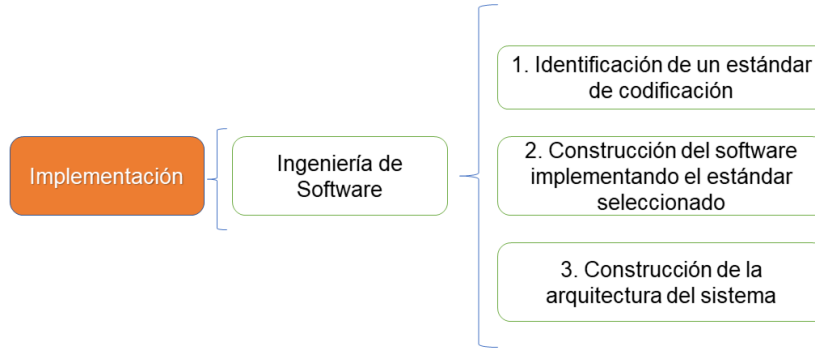 Implementación
Ingeniería de
Software
1. Identificación de un estándar
de codificación
2. Construcción del software
implementando el estándar
seleccionado
3. Construcción de la
arquitectura del sistema